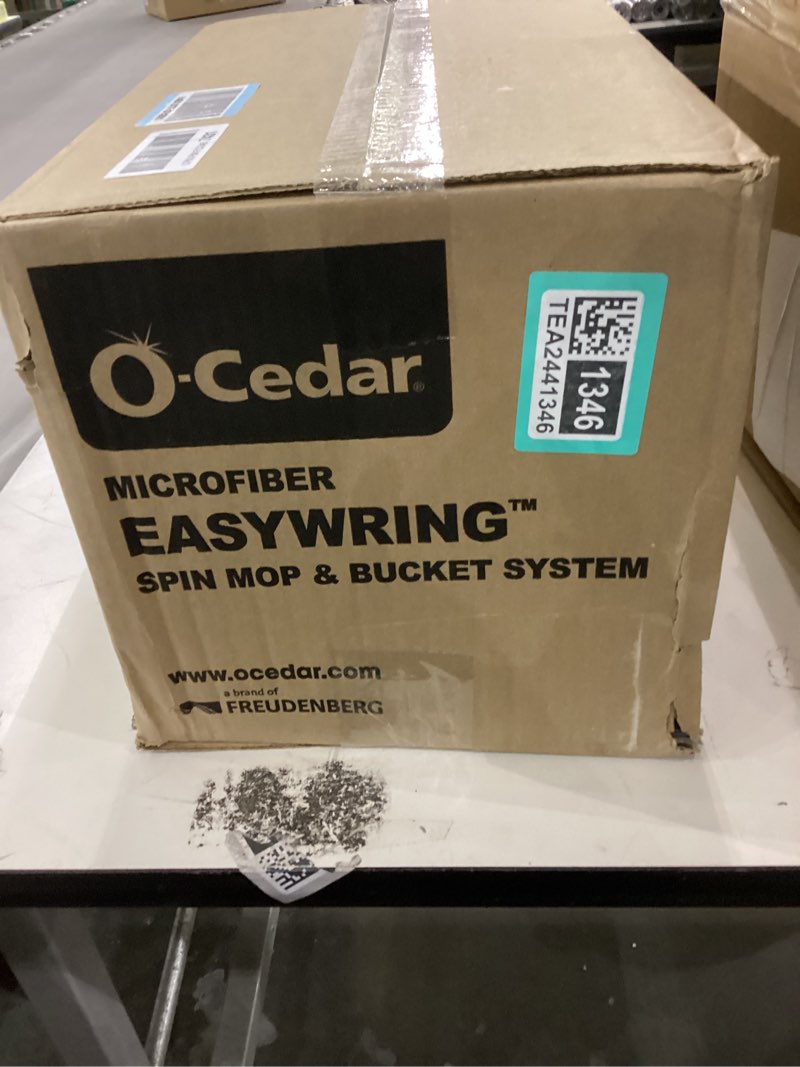 O-Cedar®
MICROFIBER
EASYWRING™
SPIN MOP & BUCKET SYSTEM
www.ocedar.com
a brand of
FREUDENBERG
TEA2441346
1346